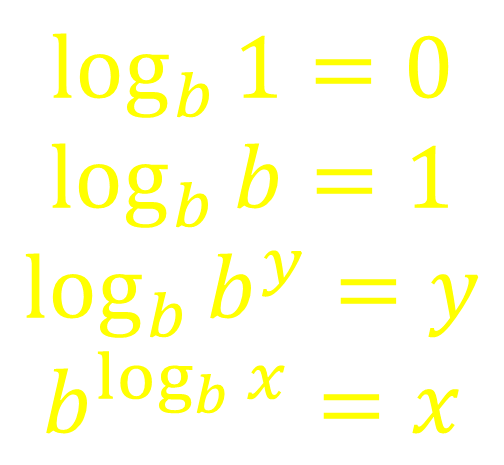 log_b 1 = 0
log_b b = 1
log_b b^y = y
b^{log_b x} = x